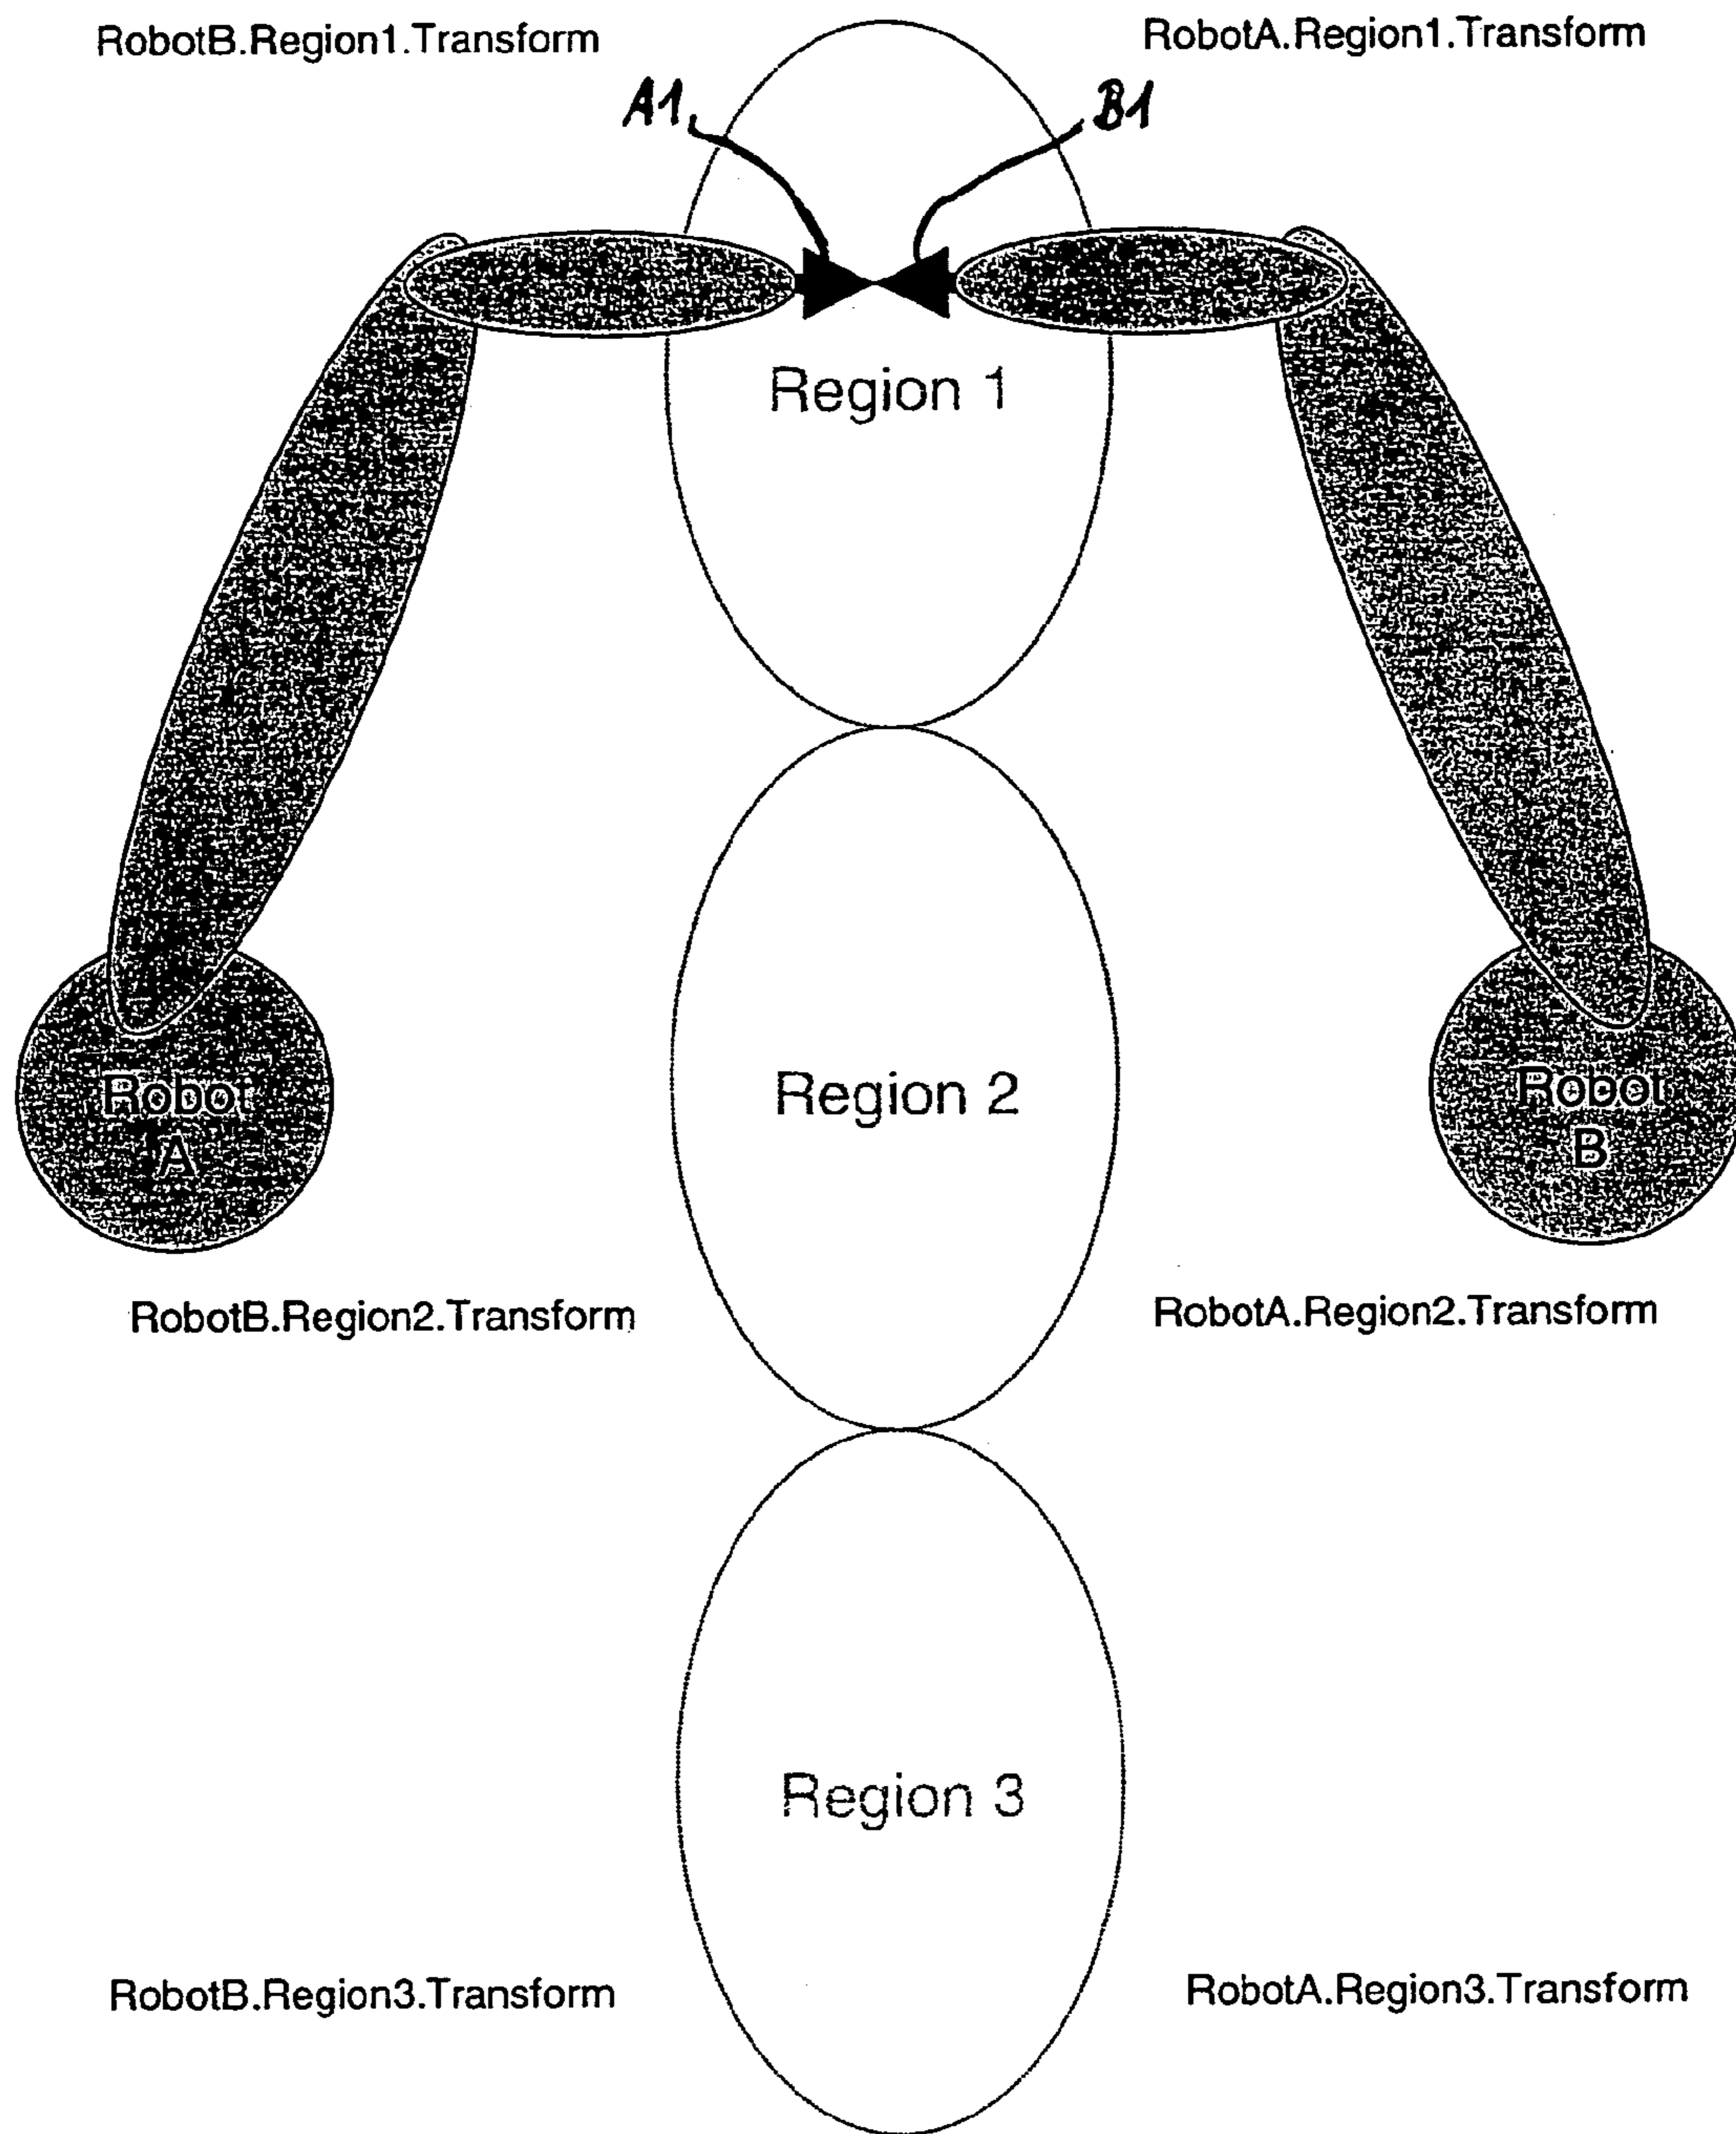 RobotB.Region1.Transform
RobotA.Region1.Transform
A1
B1
Region 1
Region 2
Robot
A
Robot
B
RobotB.Region2.Transform
RobotA.Region2.Transform
Region 3
RobotB.Region3.Transform
RobotA.Region3.Transform